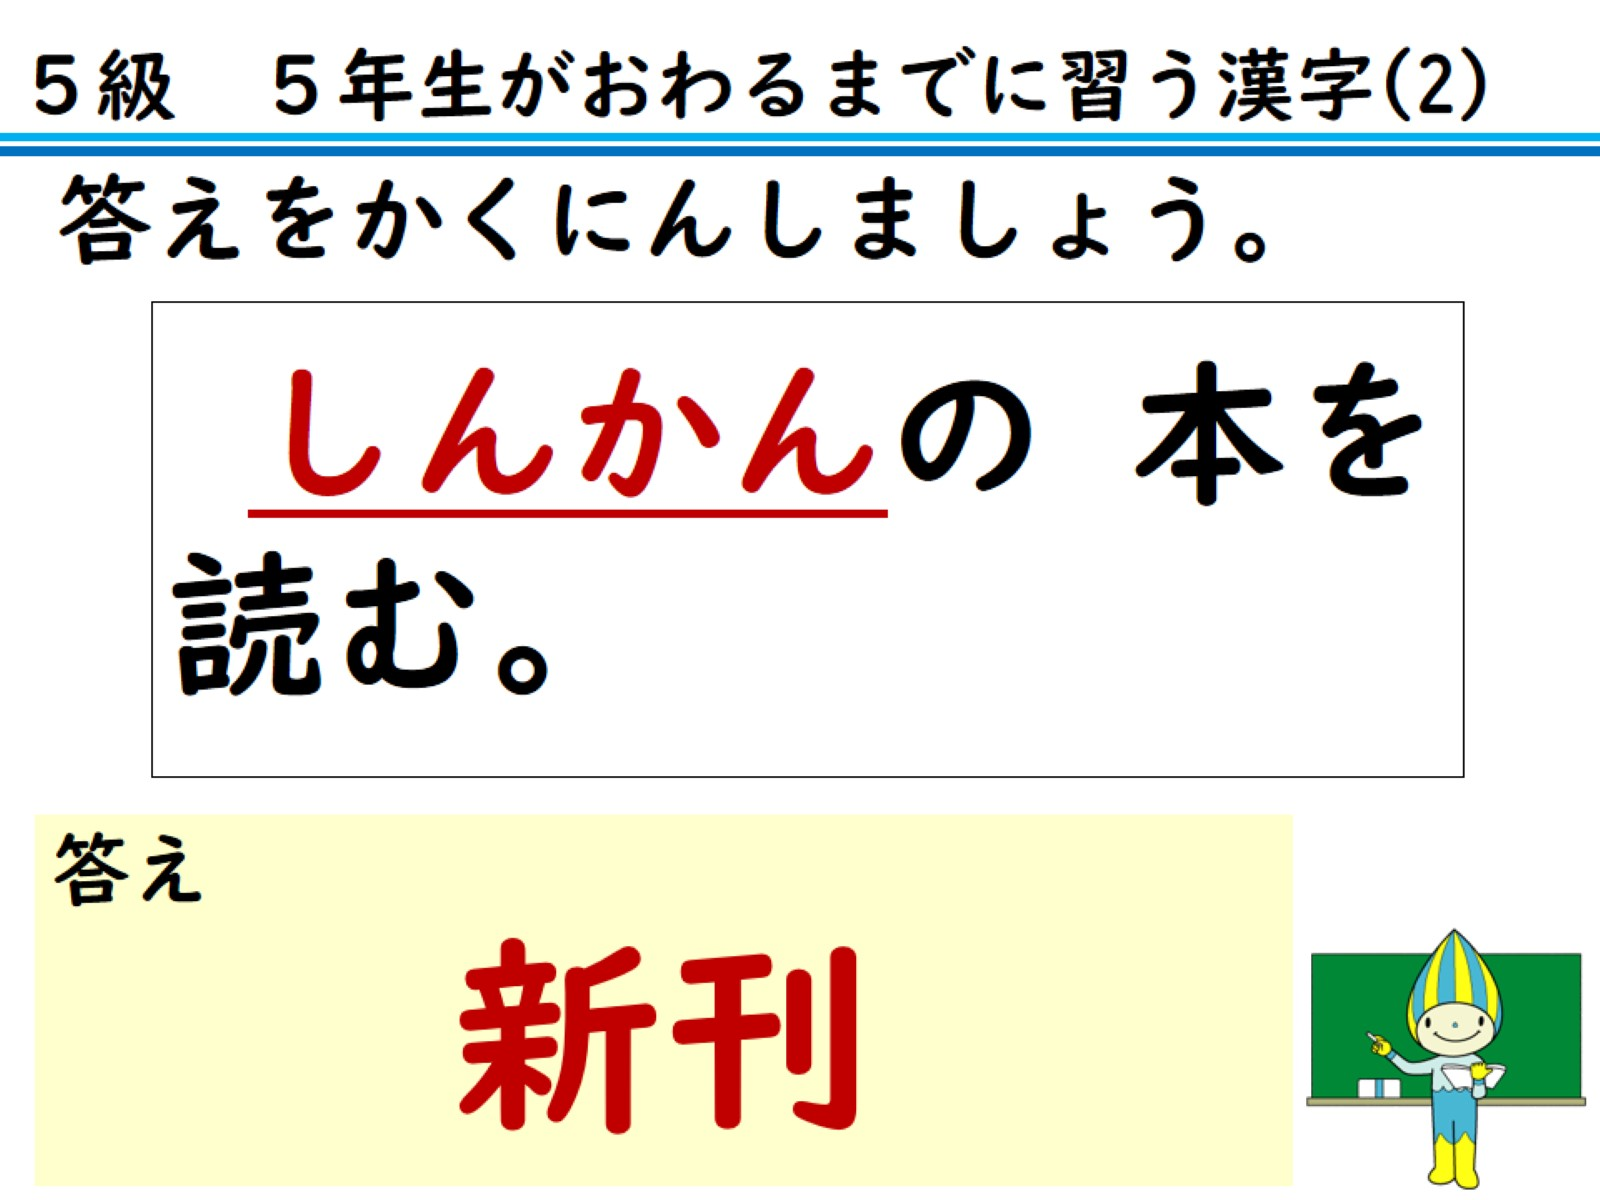 ５級　５年生がおわるまでに習う漢字(2)
答えをかくにんしましょう。
しんかんの 本を
読む。
答え
新刊